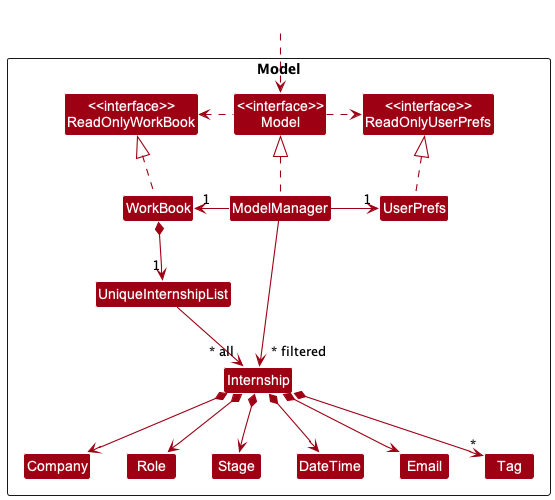 Model
<<interface>>
ReadOnlyWorkBook
<<interface>>
Model
<<interface>>
ReadOnlyUserPrefs
WorkBook
1
ModelManager
1
UserPrefs
1
UniqueInternshipList
* all
* filtered
Internship
*
Company
Role
Stage
DateTime
Email
Tag